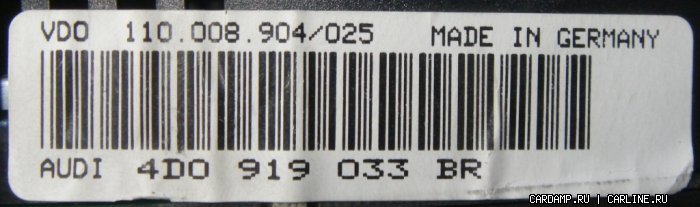 VDO 110.008.904/025 MADE IN GERMANY
AUDI 4D0 919 033 BR
CARDAMP.RU | CARLINE.RU